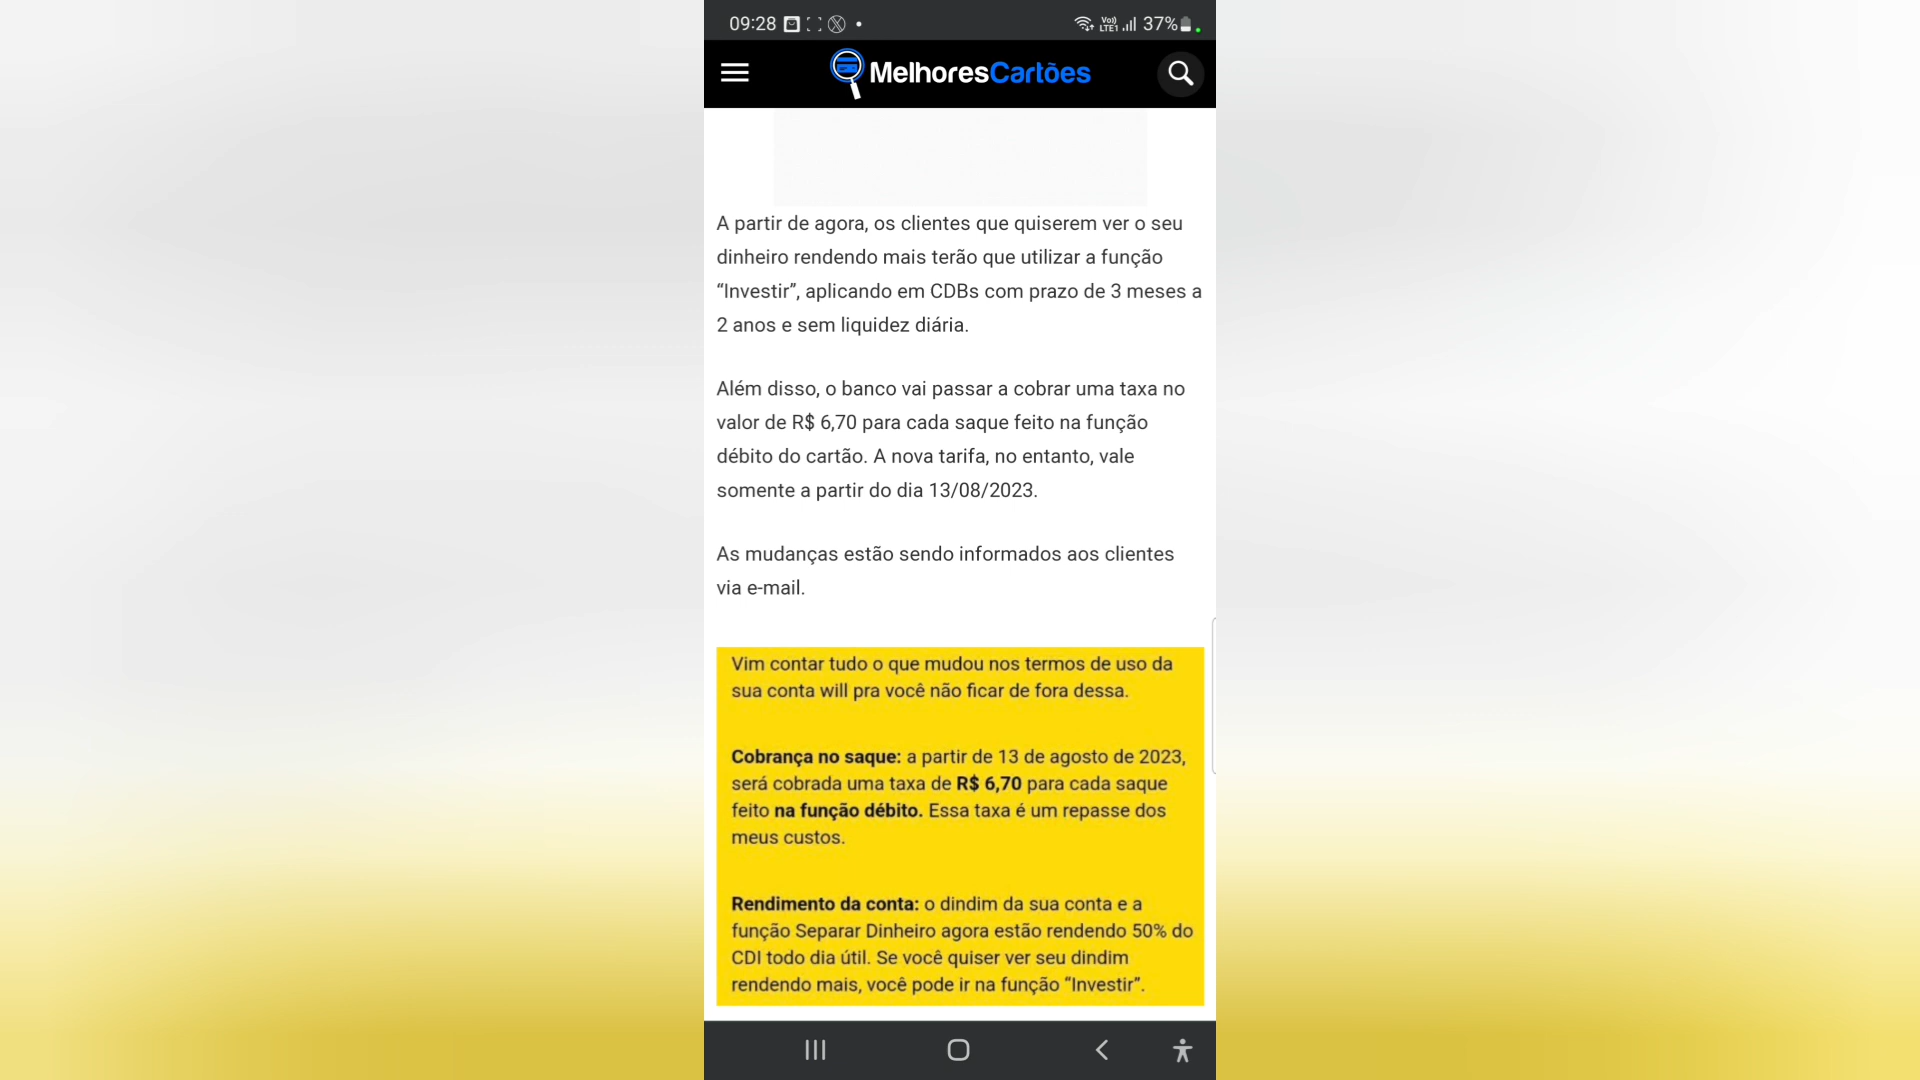 09:28
Vo))
LTE1
37%
MelhoresCartões
A partir de agora, os clientes que quiserem ver o seu
dinheiro rendendo mais terão que utilizar a função
“Investir”, aplicando em CDBs com prazo de 3 meses a
2 anos e sem liquidez diária.
Além disso, o banco vai passar a cobrar uma taxa no
valor de R$ 6,70 para cada saque feito na função
débito do cartão. A nova tarifa, no entanto, vale
somente a partir do dia 13/08/2023.
As mudanças estão sendo informados aos clientes
via e-mail.
Vim contar tudo o que mudou nos termos de uso da
sua conta will pra você não ficar de fora dessa.
Cobrança no saque: a partir de 13 de agosto de 2023,
será cobrada uma taxa de R$ 6,70 para cada saque
feito na função débito. Essa taxa é um repasse dos
meus custos.
Rendimento da conta: o dindim da sua conta e a
função Separar Dinheiro agora estão rendendo 50% do
CDI todo dia útil. Se você quiser ver seu dindim
rendendo mais, você pode ir na função “Investir”.